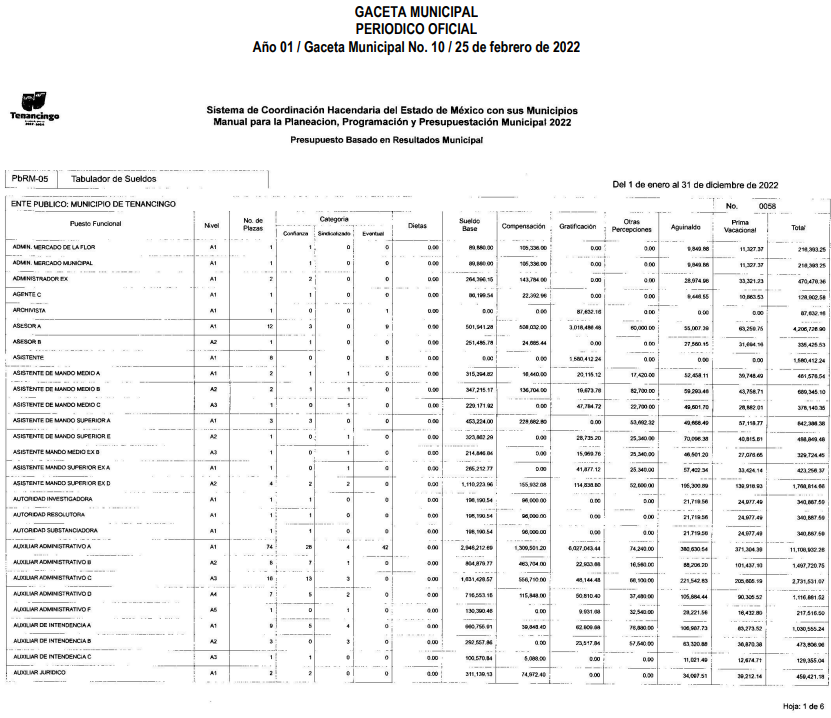 GACETA MUNICIPAL
PERIODICO OFICIAL
Año 01 / Gaceta Municipal No. 10 / 25 de febrero de 2022
Tenancingo
Sistema de Coordinación Hacendaria del Estado de México con sus Municipios
Manual para la Planeacion, Programación y Presupuestación Municipal 2022
Presupuesto Basado en Resultados Municipal
PbRM-05 Tabulador de Sueldos
Del 1 de enero al 31 de diciembre de 2022
ENTE PUBLICO: MUNICIPIO DE TENANCINGO No. 0058
Puesto Funcional Nivel No. de Plazas Categoria Confianza Sindicalizado Eventual Dietas Sueldo Base Compensación Gratificación Otras Percepciones Aguinaldo Prima Vacacional Total
ADMIN. MERCADO DE LA FLOR A1 1 1 0 0 0.00 89,880.00 105,336.00 0.00 0.00 9,849.88 11,327.37 216,393.25
ADMIN. MERCADO MUNICIPAL A1 1 1 0 0 0.00 89,880.00 105,336.00 0.00 0.00 9,849.88 11,327.37 216,393.25
ADMINISTRADOR EX A1 2 2 0 0 0.00 264,396.15 143,784.00 0.00 0.00 28,974.98 33,321.23 470,476.36
AGENTE C A1 1 1 0 0 0.00 86,199.54 22,392.96 0.00 0.00 9,446.55 10,863.53 128,902.58
ARCHIVISTA A1 1 0 0 1 0.00 0.00 0.00 87,632.16 0.00 0.00 0.00 87,632.16
ASESOR A A1 12 3 0 9 0.00 501,941.28 508,032.00 3,018,486.48 60,000.00 55,007.39 63,259.75 4,206,726.90
ASESOR B A2 1 1 0 0 0.00 251,485.78 24,685.44 0.00 0.00 27,560.15 31,694.16 335,425.53
ASISTENTE A1 8 0 0 8 0.00 0.00 0.00 1,580,412.24 0.00 0.00 0.00 1,580,412.24
ASISTENTE DE MANDO MEDIO A A1 2 1 1 0 0.00 315,394.82 16,440.00 20,115.12 17,420.00 52,458.11 39,748.49 461,576.54
ASISTENTE DE MANDO MEDIO B A2 2 1 1 0 0.00 347,215.17 136,704.00 19,673.76 82,700.00 59,293.46 43,758.71 689,345.10
ASISTENTE DE MANDO MEDIO C A3 1 0 1 0 0.00 229,171.92 0.00 47,784.72 22,700.00 49,601.70 28,882.01 378,140.35
ASISTENTE DE MANDO SUPERIOR A A1 3 3 0 0 0.00 453,224.00 228,682.80 0.00 53,692.32 49,668.49 57,118.77 842,386.38
ASISTENTE DE MANDO SUPERIOR E A2 1 0 1 0 0.00 323,862.29 0.00 28,735.20 25,340.00 70,096.38 40,815.61 488,849.48
ASISTENTE MANDO MEDIO EX B A3 1 0 1 0 0.00 214,846.04 0.00 15,959.76 25,340.00 46,501.20 27,076.65 329,724.45
ASISTENTE MANDO SUPERIOR EX A A1 1 0 1 0 0.00 265,212.77 0.00 41,877.12 25,340.00 57,402.34 33,424.14 423,256.37
ASISTENTE MANDO SUPERIOR EX D A2 4 2 2 0 0.00 1,110,223.96 155,932.08 114,836.80 52,600.00 195,300.89 139,918.93 1,768,814.66
AUTORIDAD INVESTIGADORA A1 1 1 0 0 0.00 198,190.54 96,000.00 0.00 0.00 21,719.56 24,977.49 340,887.59
AUTORIDAD RESOLUTORA A1 1 1 0 0 0.00 198,190.54 96,000.00 0.00 0.00 21,719.56 24,977.49 340,887.59
AUTORIDAD SUBSTANCIADORA A1 1 1 0 0 0.00 198,190.54 96,000.00 0.00 0.00 21,719.56 24,977.49 340,887.59
AUXILIAR ADMINISTRATIVO A A1 74 28 4 42 0.00 2,946,212.69 1,309,501.20 6,027,043.44 74,240.00 380,630.54 371,304.39 11,108,932.26
AUXILIAR ADMINISTRATIVO B A2 8 7 1 0 0.00 804,879.77 463,704.00 22,933.68 16,560.00 88,206.20 101,437.10 1,497,720.75
AUXILIAR ADMINISTRATIVO C A3 16 13 3 0 0.00 1,631,428.57 556,710.00 46,144.48 66,100.00 221,542.83 205,605.19 2,731,531.07
AUXILIAR ADMINISTRATIVO D A4 7 5 2 0 0.00 716,553.16 115,848.00 50,810.40 37,480.00 105,884.44 90,305.52 1,116,881.52
AUXILIAR ADMINISTRATIVO F A5 1 0 1 0 0.00 130,390.46 0.00 9,931.68 32,540.00 28,221.56 16,432.80 217,516.50
AUXILIAR DE INTENDENCIA A A1 9 5 4 0 0.00 660,756.91 39,848.40 62,909.68 76,880.00 106,987.73 83,273.52 1,030,555.24
AUXILIAR DE INTENDENCIA B A2 3 0 3 0 0.00 292,557.86 0.00 23,517.84 57,540.00 63,320.88 36,870.38 473,806.96
AUXILIAR DE INTENDENCIA C A3 1 1 0 0 0.00 100,570.84 5,088.00 0.00 0.00 11,021.49 12,674.71 129,355.04
AUXILIAR JURIDICO A1 2 2 0 0 0.00 311,139.13 74,972.40 0.00 0.00 34,097.51 39,212.14 459,421.18
Hoja: 1 de 6